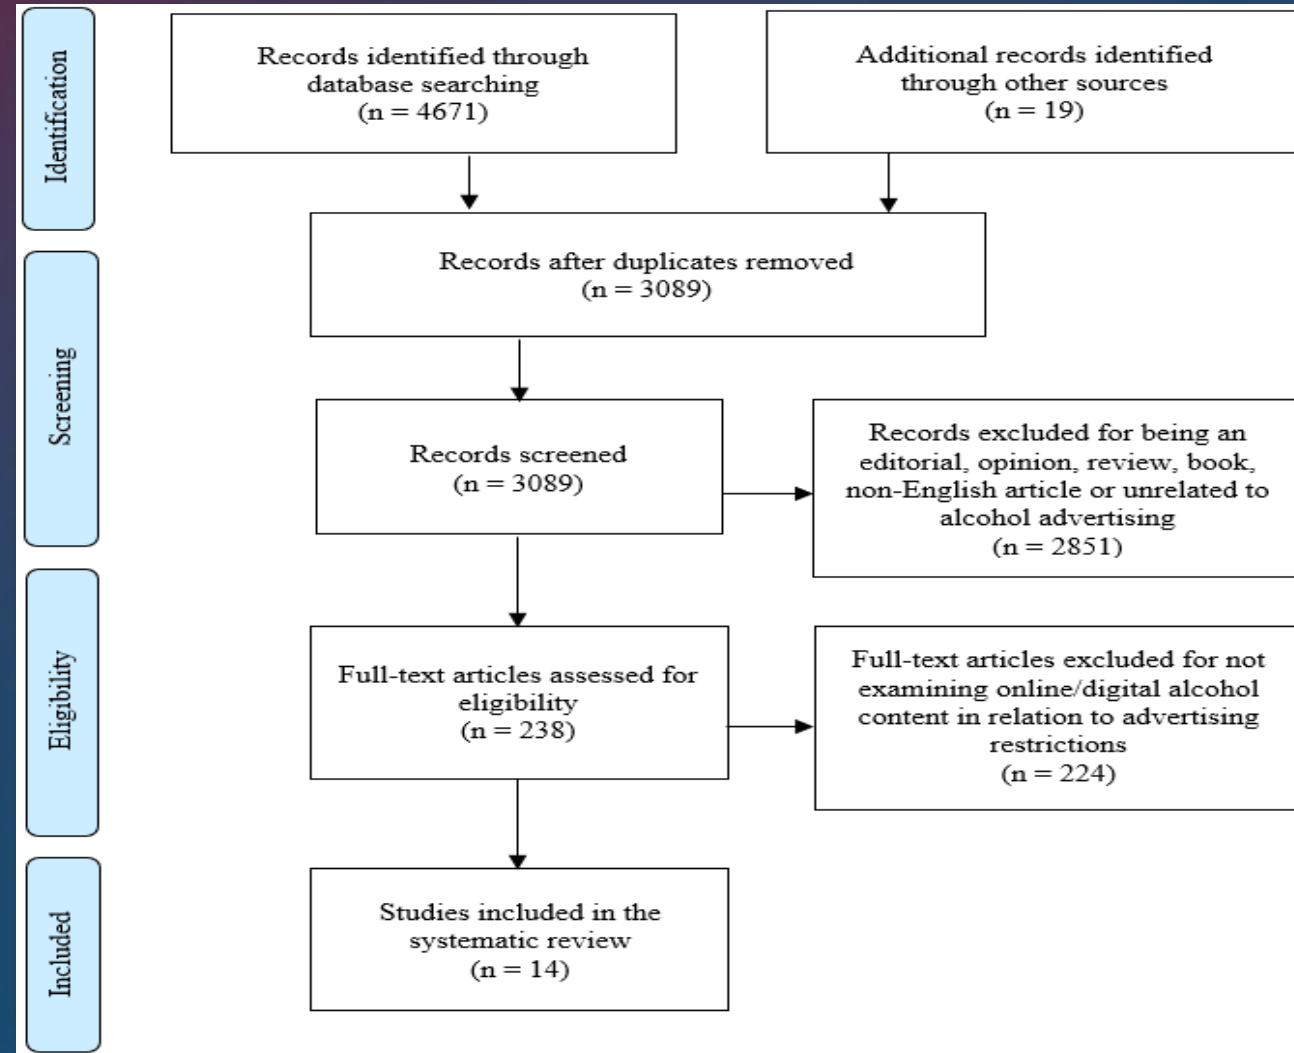 Identification
Records identified through
database searching
(n = 4671)
Additional records identified
through other sources
(n = 19)
Records after duplicates removed
(n = 3089)
Screening
Records screened
(n = 3089)
Records excluded for being an
editorial, opinion, review, book,
non-English article or unrelated to
alcohol advertising
(n = 2851)
Eligibility
Full-text articles assessed for
eligibility
(n = 238)
Full-text articles excluded for not
examining online/digital alcohol
content in relation to advertising
restrictions
(n = 224)
Included
Studies included in the
systematic review
(n = 14)